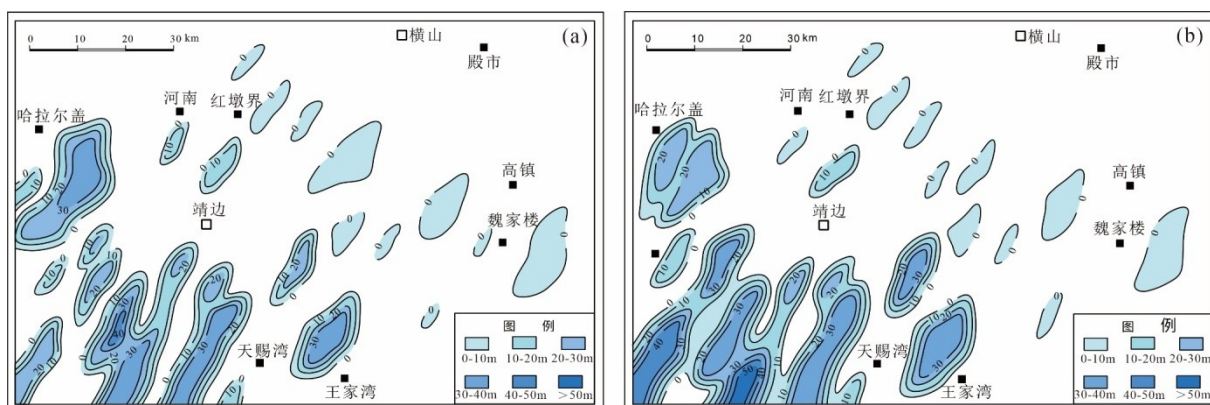 (a)
横山
0 10 20 30 km
殿市
河南
红墩界
哈拉尔盖
高镇
靖边
魏家楼
天赐湾
王家湾
图 例
0-10m 10-20m 20-30m
30-40m 40-50m >50m
(b)
横山
0 10 20 30 km
殿市
河南
红墩界
哈拉尔盖
高镇
靖边
魏家楼
天赐湾
王家湾
图 例
0-10m 10-20m 20-30m
30-40m 40-50m >50m